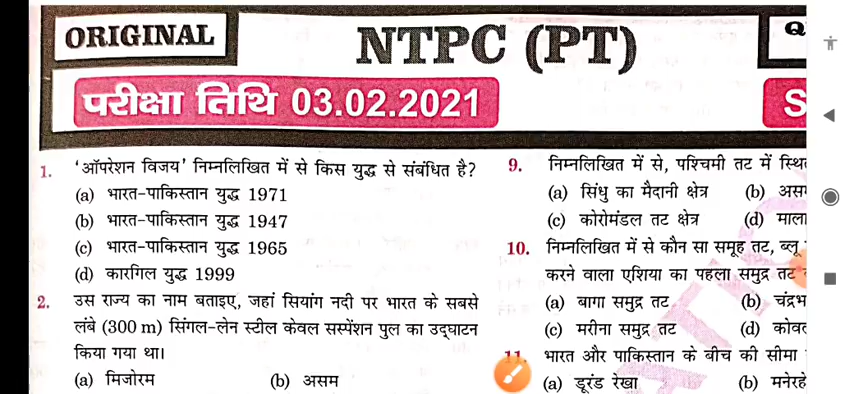 ORIGINAL
NTPC (PT)
परीक्षा तिथि 03.02.2021
1. 'ऑपरेशन विजय' निम्नलिखित में से किस युद्ध से संबंधित है?
(a) भारत-पाकिस्तान युद्ध 1971
(b) भारत-पाकिस्तान युद्ध 1947
(c) भारत-पाकिस्तान युद्ध 1965
(d) कारगिल युद्ध 1999
2. उस राज्य का नाम बताइए, जहां सियांग नदी पर भारत के सबसे
लंबे (300 m) सिंगल-लेन स्टील केवल सस्पेंशन पुल का उद्घाटन
किया गया था।
(a) मिजोरम (b) असम
9. निम्नलिखित में से, पश्चिमी तट में
(a) सिंधु का मैदानी क्षेत्र (b)
(c) कोरोमंडल तट क्षेत्र (d)
10. निम्नलिखित में से कौन सा समूह तट, ब्लू
करने वाला एशिया का पहला समुद्र तट
(a) बागा समुद्र तट (b)
(c) मरीना समुद्र तट (d)
11. भारत और पाकिस्तान के बीच की सीमा
(a) डूरंड रेखा (b)